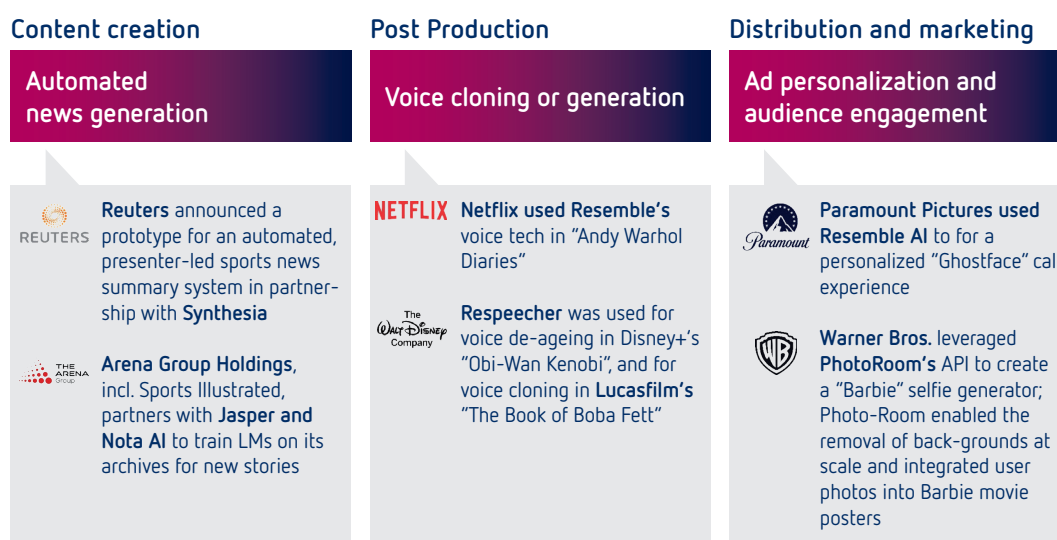 Content creation
Automated
news generation
REUTERS
Reuters announced a
prototype for an automated,
presenter-led sports news
summary system in partner-
ship with Synthesia
THE
ARENA
Group
Arena Group Holdings,
incl. Sports Illustrated,
partners with Jasper and
Nota AI to train LMs on its
archives for new stories
Post Production
Voice cloning or generation
NETFLIX
Netflix used Resemble's
voice tech in "Andy Warhol
Diaries"
The
WALT DISNEY
Company
Respeecher was used for
voice de-ageing in Disney+'s
"Obi-Wan Kenobi", and for
voice cloning in Lucasfilm's
"The Book of Boba Fett"
Distribution and marketing
Ad personalization and
audience engagement
Paramount
Paramount Pictures used
Resemble AI to for a
personalized "Ghostface" cal
experience
WB
Warner Bros. leveraged
PhotoRoom's API to create
a "Barbie" selfie generator;
Photo-Room enabled the
removal of back-grounds at
scale and integrated user
photos into Barbie movie
posters